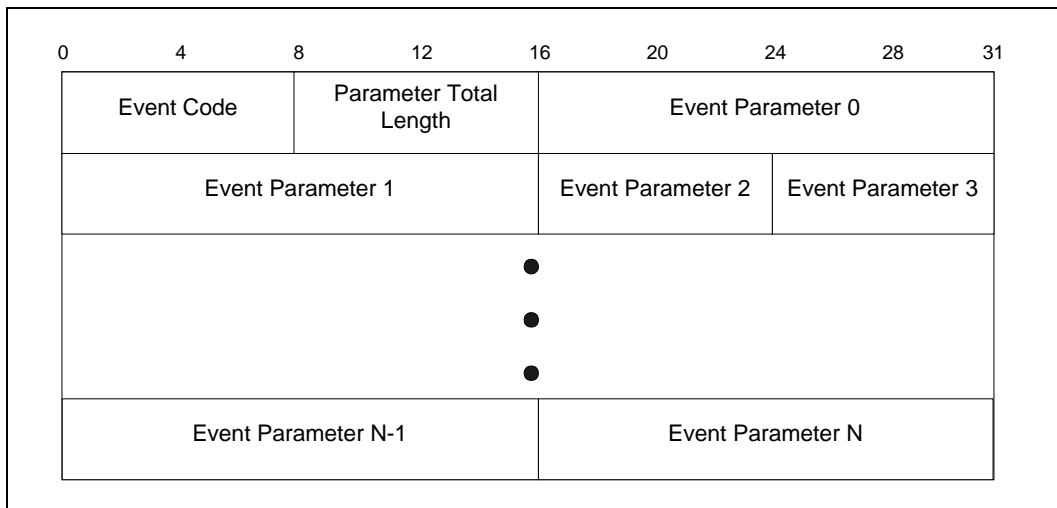 0 4 8 12 16 20 24 28 31
Event Code
Parameter Total
Length
Event Parameter 0
Event Parameter 1
Event Parameter 2
Event Parameter 3
Event Parameter N-1
Event Parameter N